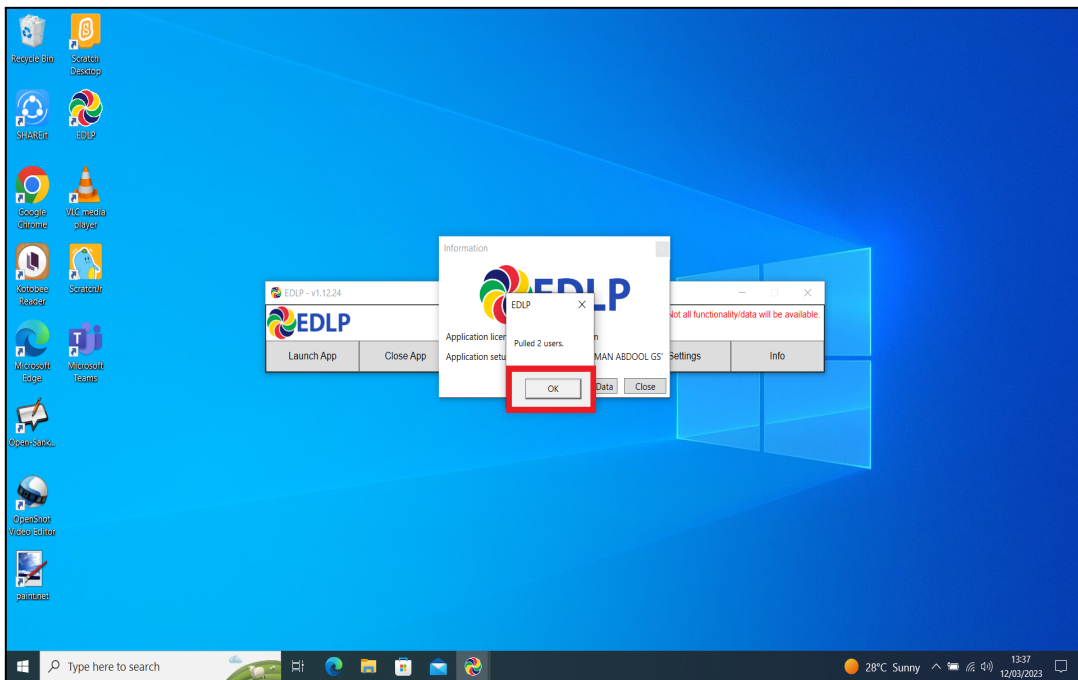 Recycle Bin
Scratch
Desktop
SHAREit
EDLP
Google
Chrome
VLC media
player
Kotobee
Reader
ScratchJr
Microsoft
Edge
Microsoft
Teams
Open-Sank...
OpenShot
Video Editor
paint.net
EDLP - v1.12.24
EDLP
Not all functionality/data will be available.
Launch App
Close App
Settings
Info
Information
EDLP
Application
Application
MAN ABDOOL GS'
Data
Close
EDLP
Pulled 2 users.
OK
Type here to search
28°C Sunny
13:37
12/03/2023